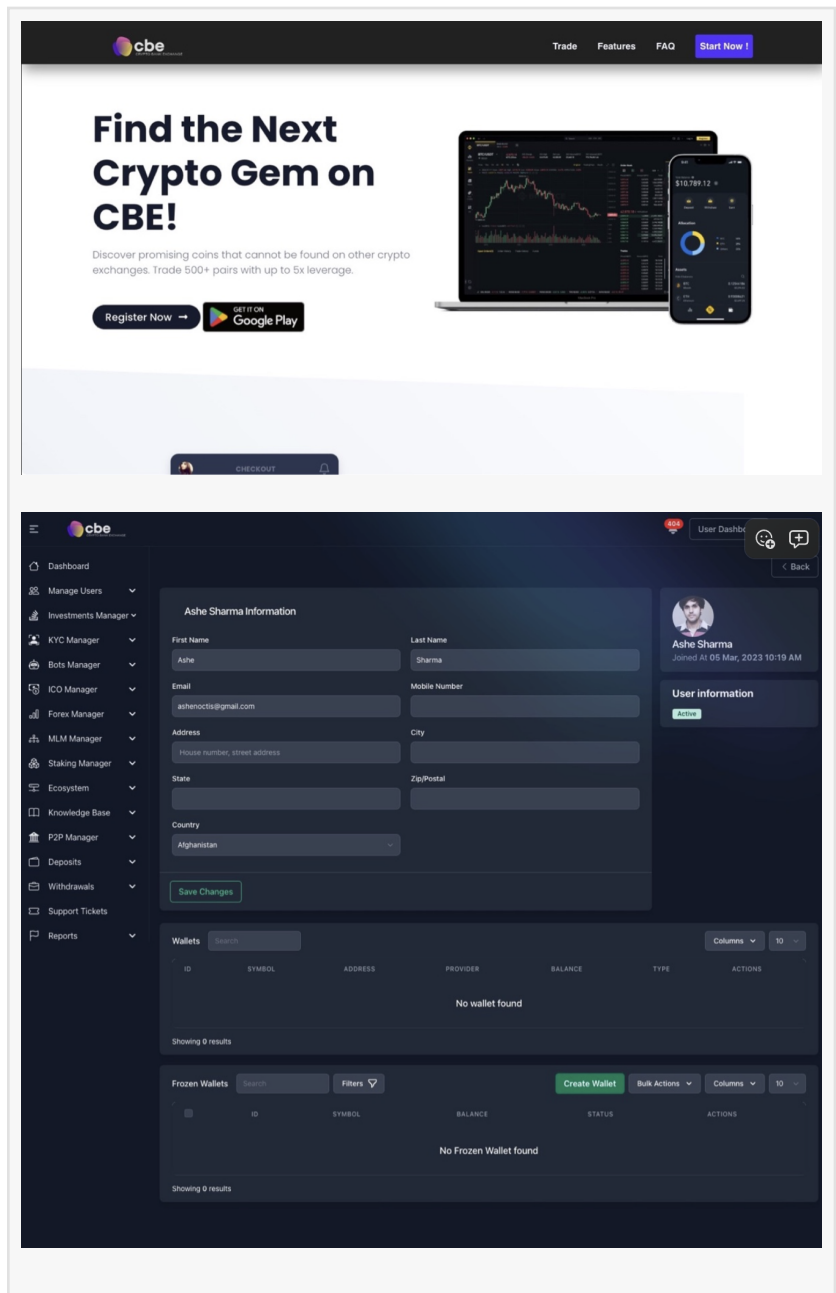 cbe
Trade
Features
FAQ
Start Now !
Find the Next
Crypto Gem on
CBE!
Discover promising coins that cannot be found on other crypto
exchanges. Trade 500+ pairs with up to 5x leverage.
Register Now →
GET IT ON
Google Play
$10,789.12
Allocation
Assets
CHECKOUT
cbe
404
User Dashbo
< Back
Dashboard
Manage Users
Investments Manager
KYC Manager
Bots Manager
ICO Manager
Forex Manager
MLM Manager
Staking Manager
Ecosystem
Knowledge Base
P2P Manager
Deposits
Withdrawals
Support Tickets
Reports
Ashe Sharma Information
First Name
Last Name
Ashe
Sharma
Email
Mobile Number
ashenoctis@gmail.com
Address
City
House number, street address
State
Zip/Postal
Country
Afghanistan
Save Changes
Ashe Sharma
Joined At 05 Mar, 2023 10:19 AM
User information
Active
Wallets
Search
Columns
10
ID SYMBOL ADDRESS PROVIDER BALANCE TYPE ACTIONS
No wallet found
Showing 0 results
Frozen Wallets
Search
Filters
Create Wallet
Bulk Actions
Columns
10
ID SYMBOL BALANCE STATUS ACTIONS
No Frozen Wallet found
Showing 0 results